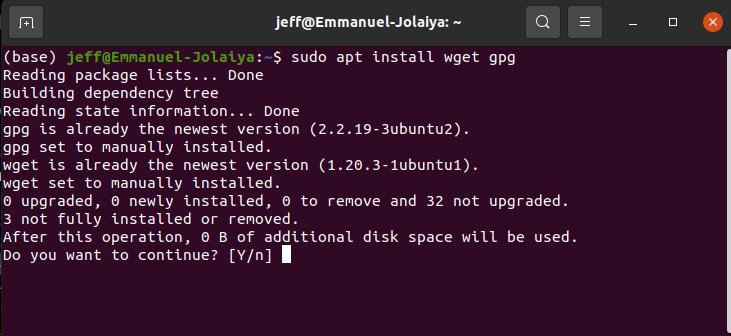 jeff@Emmanuel-Jolaiya: ~
(base) jeff@Emmanuel-Jolaiya:~$ sudo apt install wget gpg
Reading package lists... Done
Building dependency tree
Reading state information... Done
gpg is already the newest version (2.2.19-3ubuntu2).
gpg set to manually installed.
wget is already the newest version (1.20.3-1ubuntu1).
wget set to manually installed.
0 upgraded, 0 newly installed, 0 to remove and 32 not upgraded.
3 not fully installed or removed.
After this operation, 0 B of additional disk space will be used.
Do you want to continue? [Y/n]